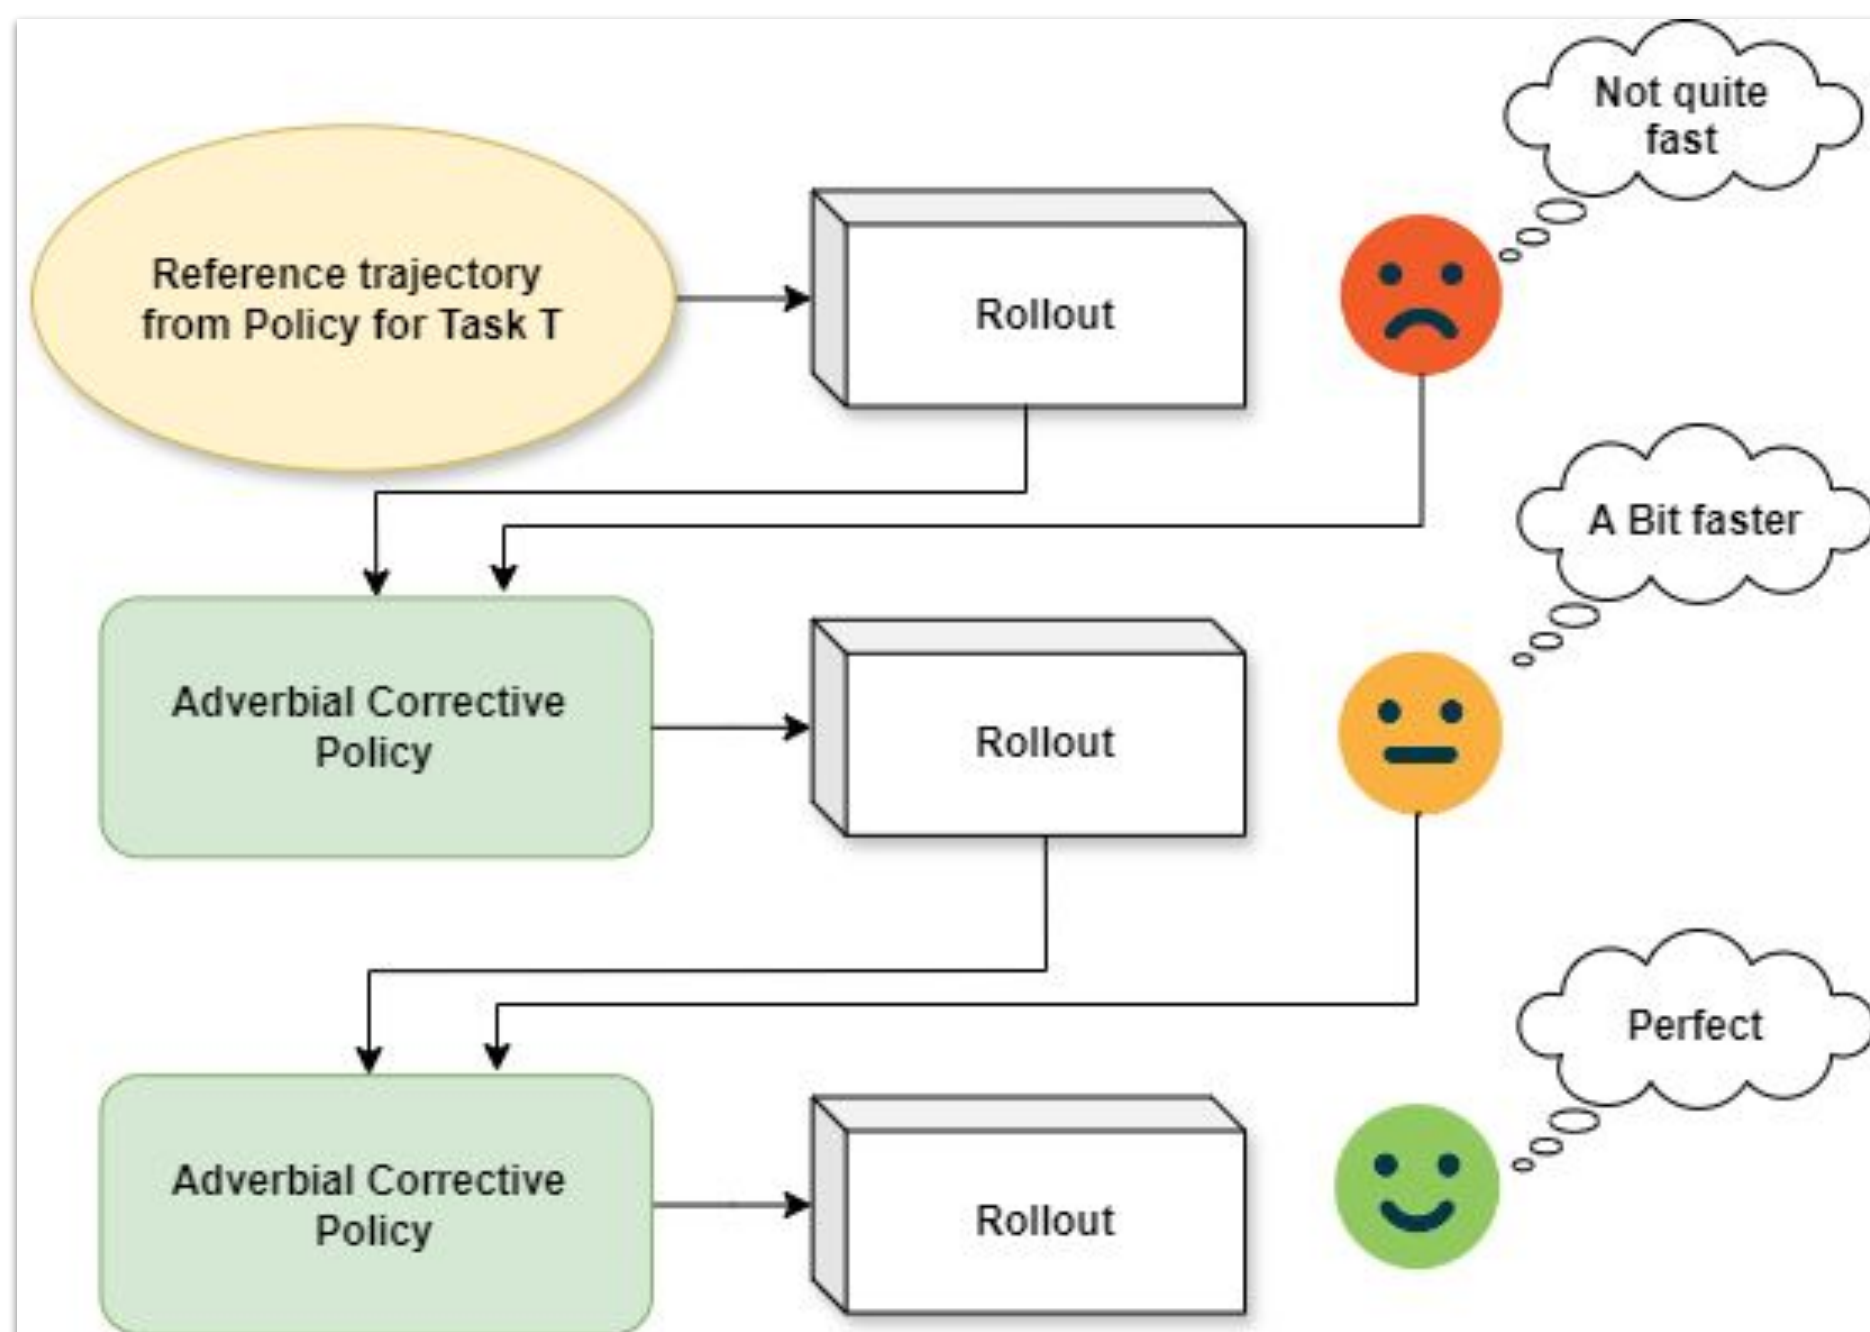 Not quite
fast
Reference trajectory
from Policy for Task T
Rollout
A Bit faster
Adverbial Corrective
Policy
Rollout
Perfect
Adverbial Corrective
Policy
Rollout